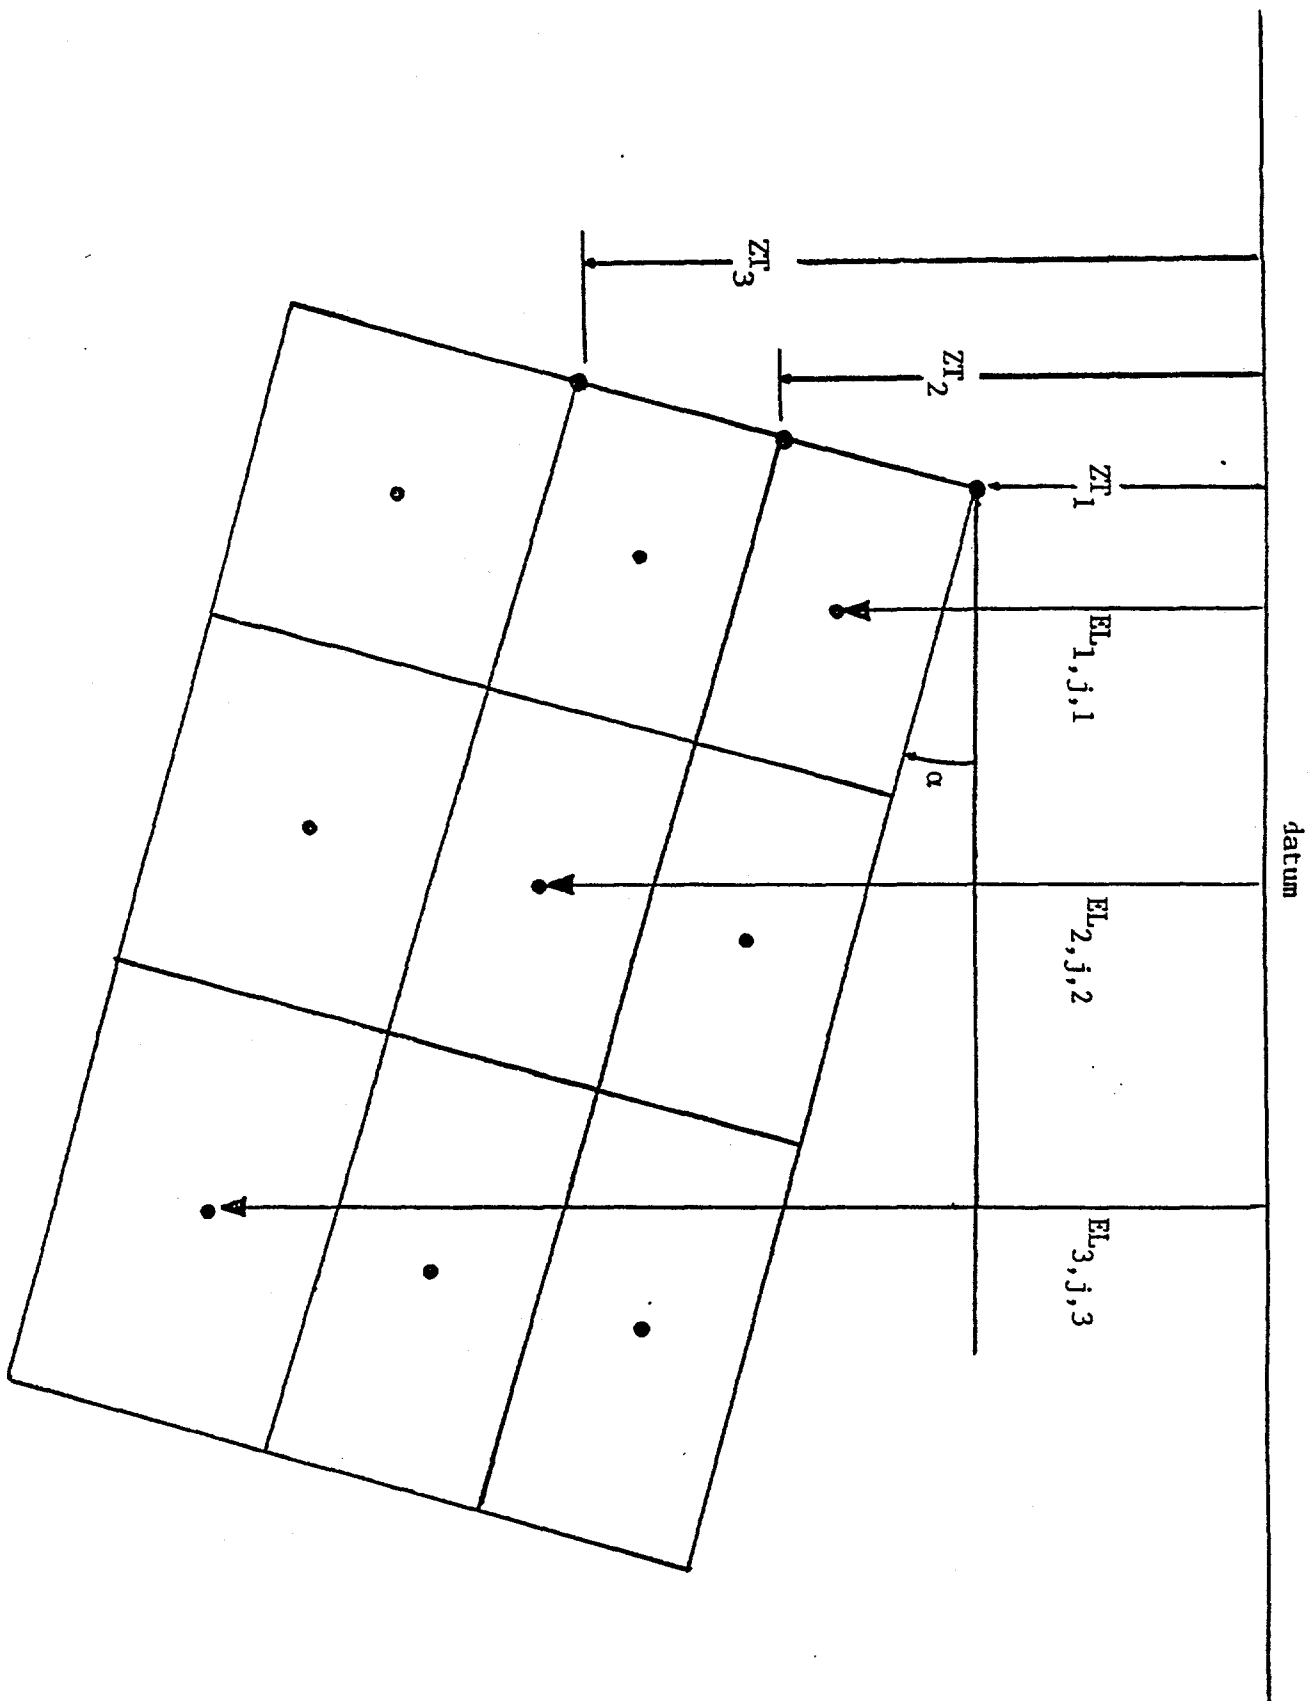 datum
ZT₃
ZT₂
ZT₁
EL₁,ⱼ,₁
EL₂,ⱼ,₂
EL₃,ⱼ,₃
α